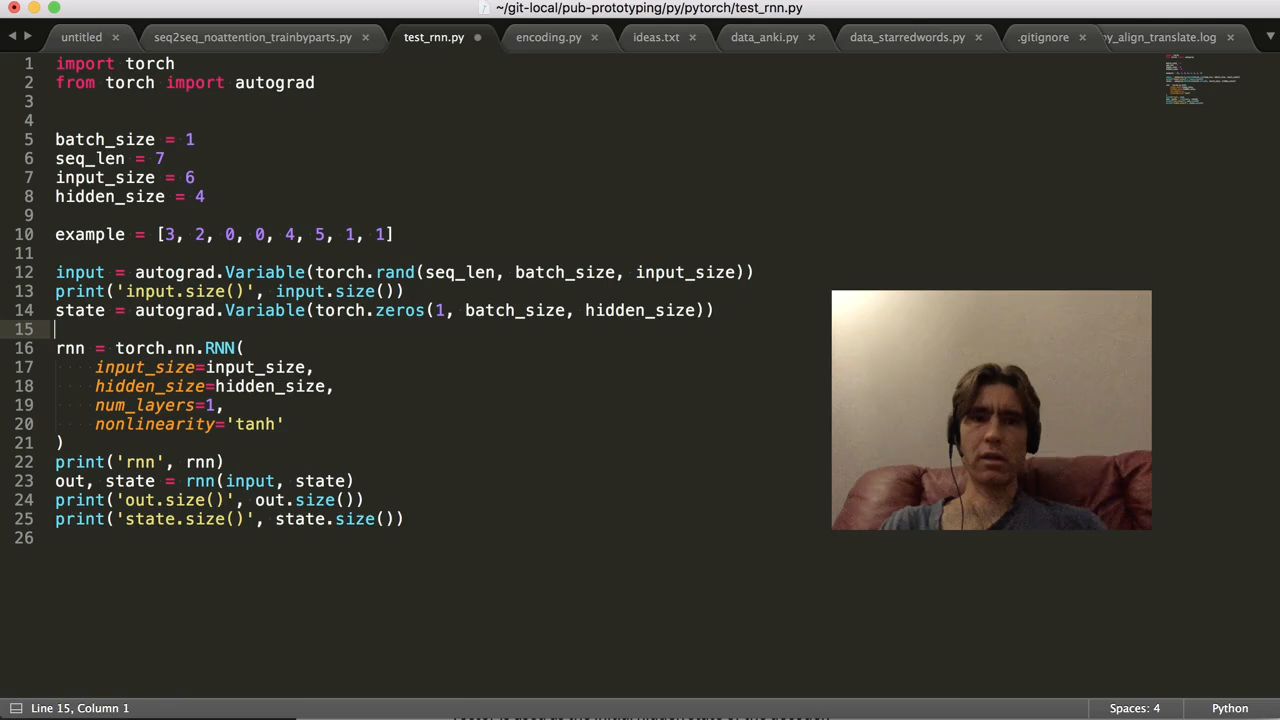 ~/git-local/pub-prototyping/py/pytorch/test_rnn.py
untitled
seq2seq_noattention_trainbyparts.py
test_rnn.py
encoding.py
ideas.txt
data_anki.py
data_starredwords.py
.gitignore
y_align_translate.log
1 import torch
2 from torch import autograd
3
4
5 batch_size = 1
6 seq_len = 7
7 input_size = 6
8 hidden_size = 4
9
10 example = [3, 2, 0, 0, 4, 5, 1, 1]
11
12 input = autograd.Variable(torch.rand(seq_len, batch_size, input_size))
13 print('input.size()', input.size())
14 state = autograd.Variable(torch.zeros(1, batch_size, hidden_size))
15
16 rnn = torch.nn.RNN(
17     input_size=input_size,
18     hidden_size=hidden_size,
19     num_layers=1,
20     nonlinearity='tanh'
21 )
22 print('rnn', rnn)
23 out, state = rnn(input, state)
24 print('out.size()', out.size())
25 print('state.size()', state.size())
26
Line 15, Column 1
Spaces: 4
Python